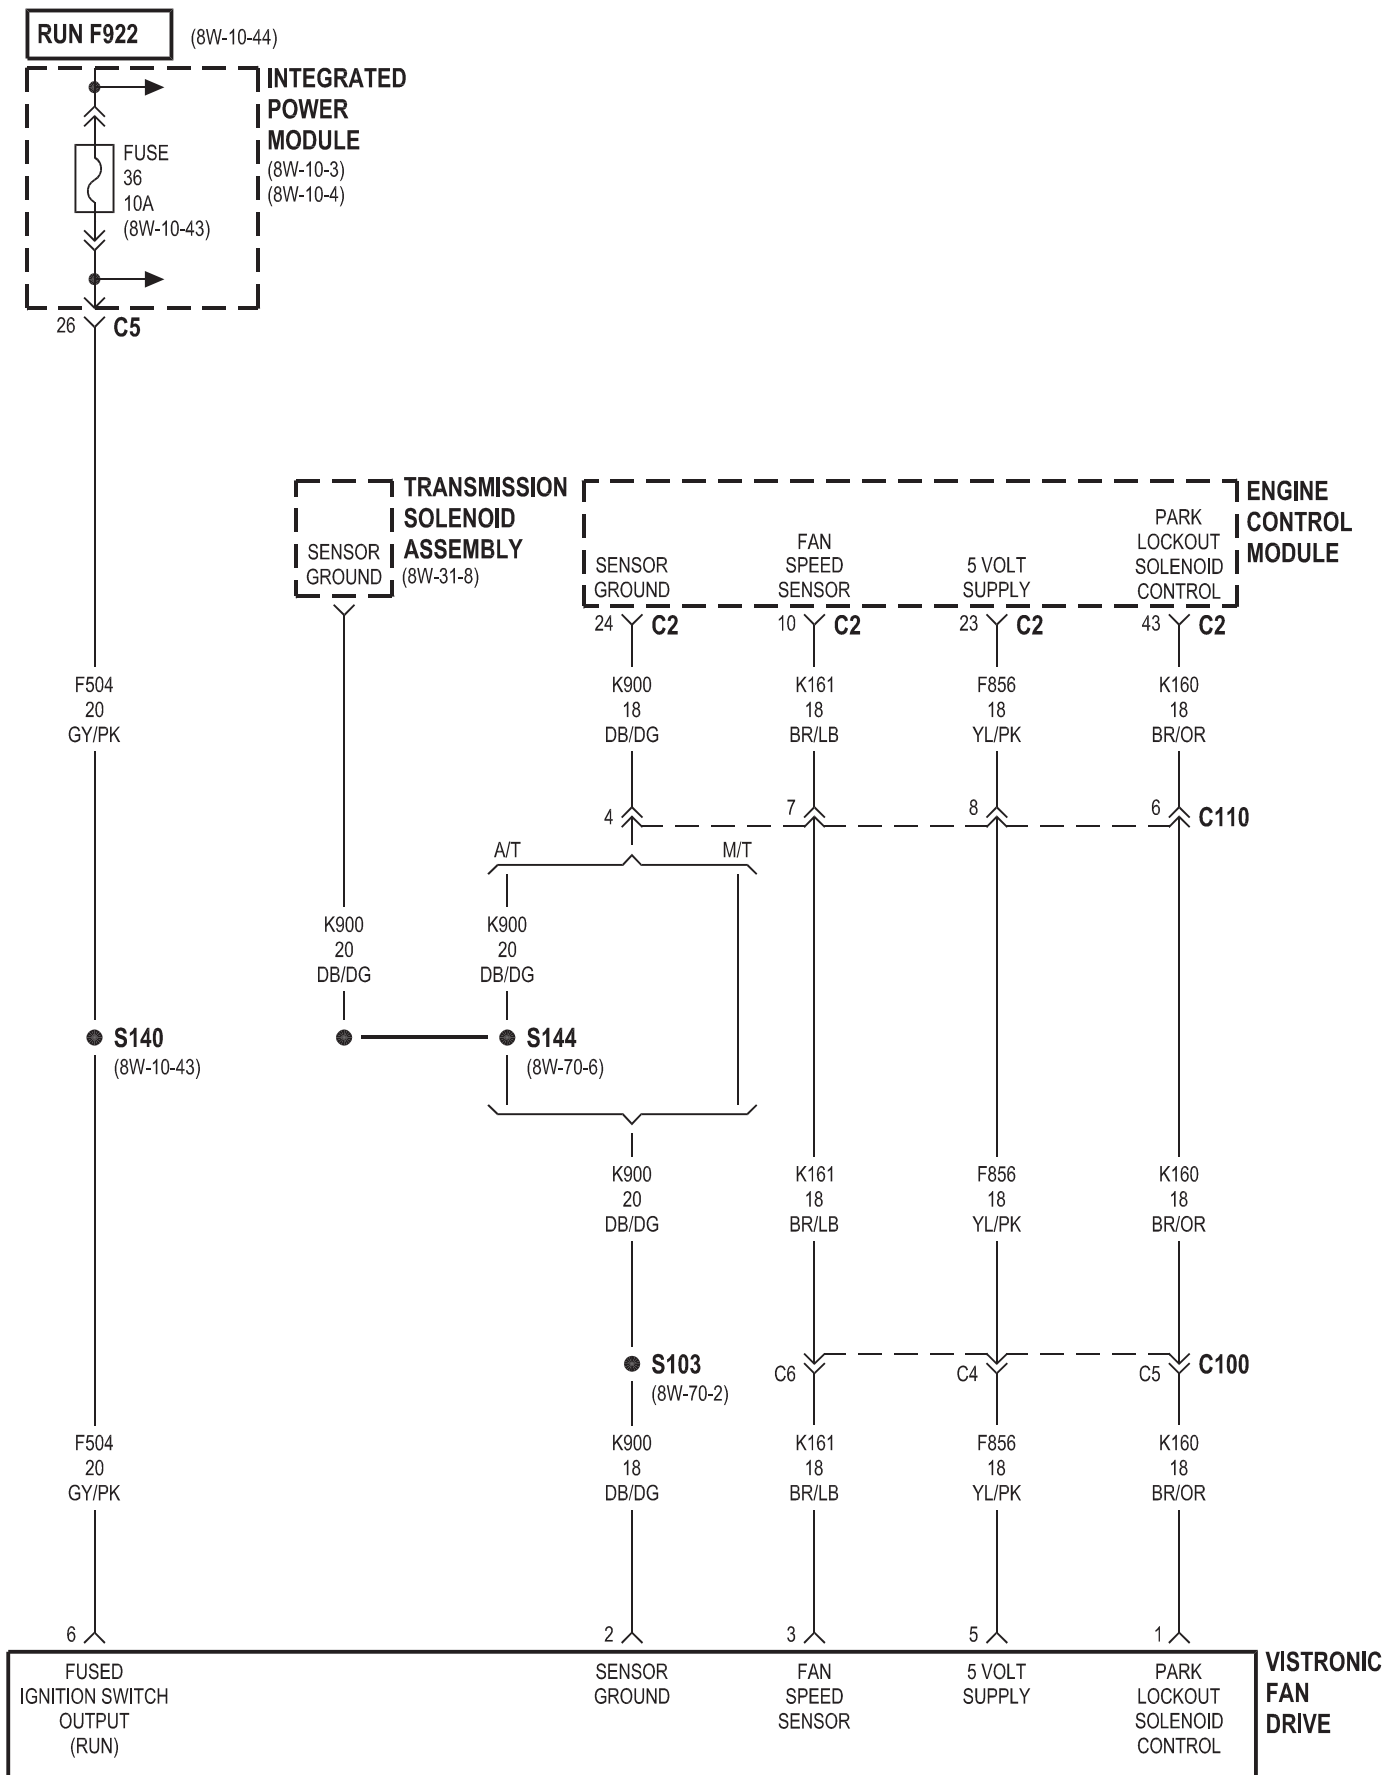 RUN F922 (8W-10-44)
INTEGRATED
POWER
MODULE
(8W-10-3)
(8W-10-4)
FUSE
36
10A
(8W-10-43)
26 C5
TRANSMISSION
SOLENOID
ASSEMBLY
(8W-31-8)
SENSOR
GROUND
ENGINE
CONTROL
MODULE
SENSOR
GROUND
FAN
SPEED
SENSOR
5 VOLT
SUPPLY
PARK
LOCKOUT
SOLENOID
CONTROL
24 C2 10 C2 23 C2 43 C2
F504
20
GY/PK
K900
18
DB/DG
K161
18
BR/LB
F856
18
YL/PK
K160
18
BR/OR
4 7 8 6 C110
A/T M/T
K900
20
DB/DG
K900
20
DB/DG
S140
(8W-10-43)
S144
(8W-70-6)
K900
20
DB/DG
K161
18
BR/LB
F856
18
YL/PK
K160
18
BR/OR
S103
(8W-70-2)
C6 C4 C5 C100
F504
20
GY/PK
K900
18
DB/DG
K161
18
BR/LB
F856
18
YL/PK
K160
18
BR/OR
6 2 3 5 1
FUSED
IGNITION SWITCH
OUTPUT
(RUN)
SENSOR
GROUND
FAN
SPEED
SENSOR
5 VOLT
SUPPLY
PARK
LOCKOUT
SOLENOID
CONTROL
VISTRONIC
FAN
DRIVE